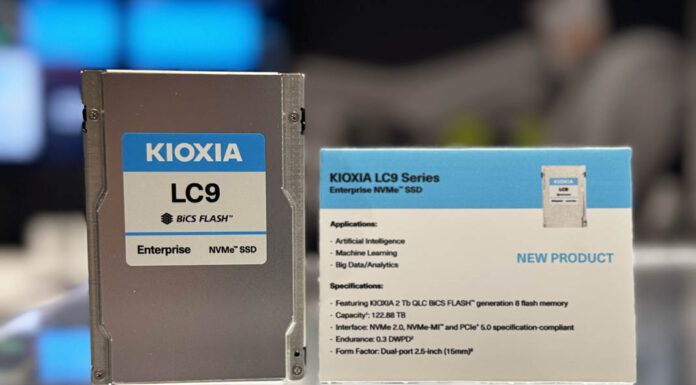 KIOXIA
LC9
BiCS FLASH™
Enterprise NVMe™ SSD
KIOXIA LC9 Series
Enterprise NVMe™ SSD
KIOXIA
LC9
NEW PRODUCT
Applications:
· Artificial Intelligence
· Machine Learning
· Big Data/Analytics
Specifications:
· Featuring KIOXIA 2 Tb QLC BiCS FLASH™ generation 8 flash memory
· Capacity¹: 122.88 TB
· Interface: NVMe 2.0, NVMe-MI™ and PCIe® 5.0 specification-compliant
· Endurance: 0.3 DWPD²
· Form Factor: Dual-port 2.5-inch (15mm)³